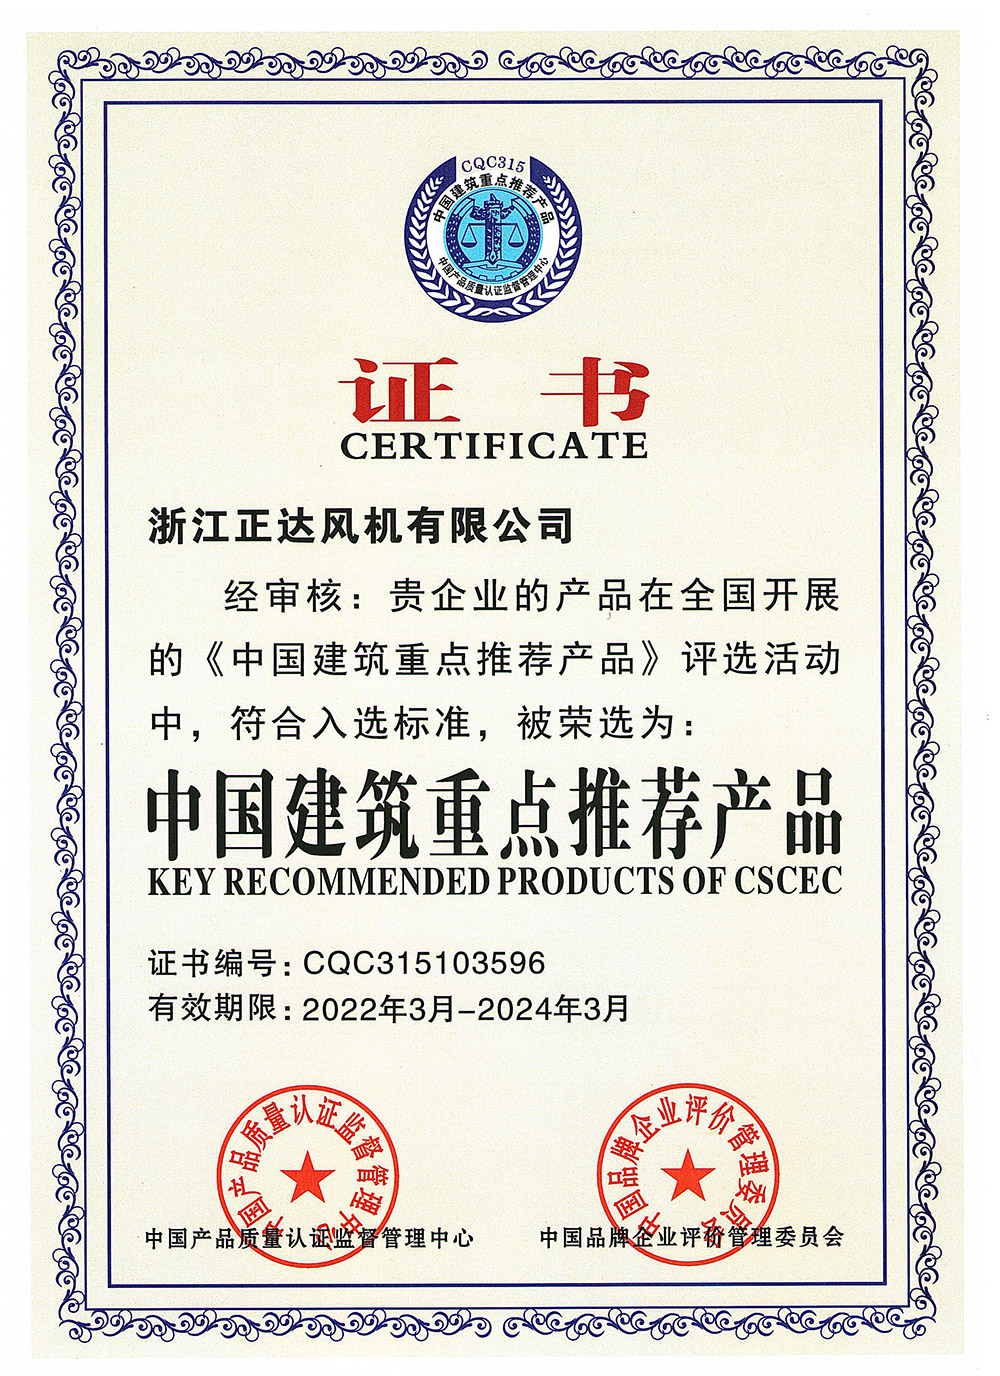 CQC315
中国建筑重点推荐产品
中国产品质量认证监督管理中心
证书
CERTIFICATE
浙江正达风机有限公司
经审核：贵企业的产品在全国开展
的《中国建筑重点推荐产品》评选活动
中，符合入选标准，被荣选为：
中国建筑重点推荐产品
KEY RECOMMENDED PRODUCTS OF CSCEC
证书编号：CQC315103596
有效期限：2022年3月-2024年3月
中国产品质量认证监督管理中心
中国品牌企业评价管理委员会
中国产品质量认证监督管理中心
中国品牌企业评价管理委员会